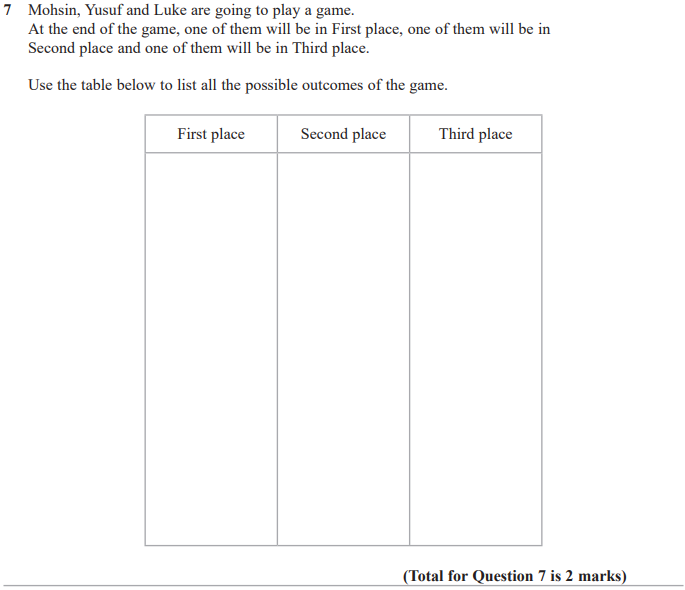 7 Mohsin, Yusuf and Luke are going to play a game.
At the end of the game, one of them will be in First place, one of them will be in
Second place and one of them will be in Third place.
Use the table below to list all the possible outcomes of the game.
First place Second place Third place
(Total for Question 7 is 2 marks)